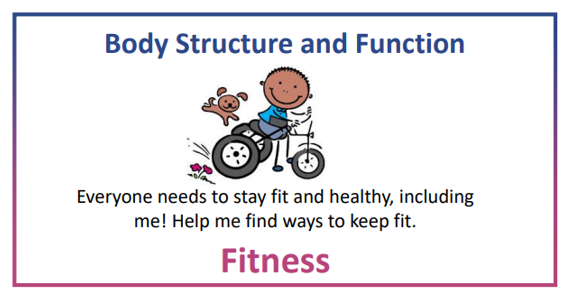 Body Structure and Function
Everyone needs to stay fit and healthy, including
me! Help me find ways to keep fit.
Fitness